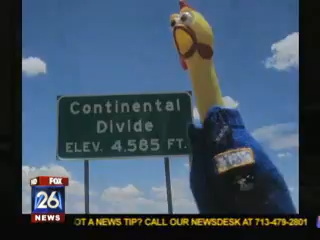 Continental
Divide
ELEV. 4,585 FT.
FOX
26
NEWS
OT A NEWS TIP? CALL OUR NEWSDESK AT 713-479-2801